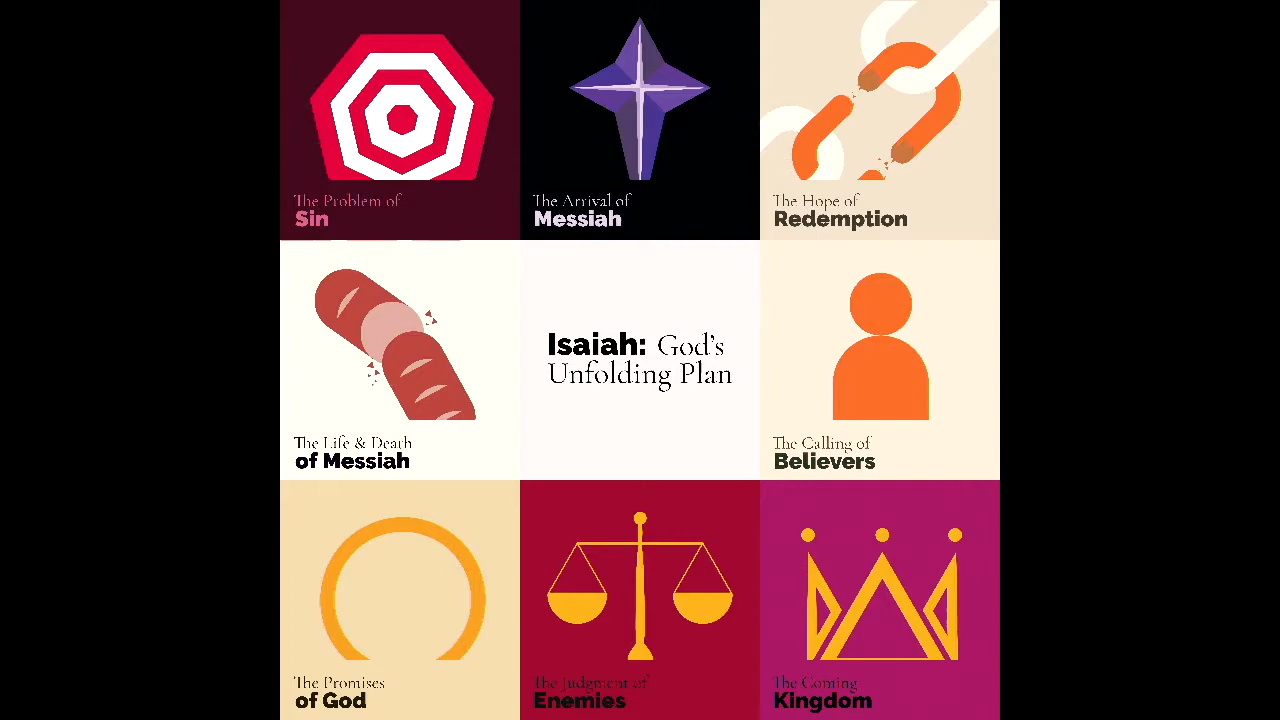 The Problem of
Sin
The Arrival of
Messiah
The Hope of
Redemption
The Life & Death
of Messiah
Isaiah: God's
Unfolding Plan
The Calling of
Believers
The Promises
of God
The Judgment of
Enemies
The Coming
Kingdom